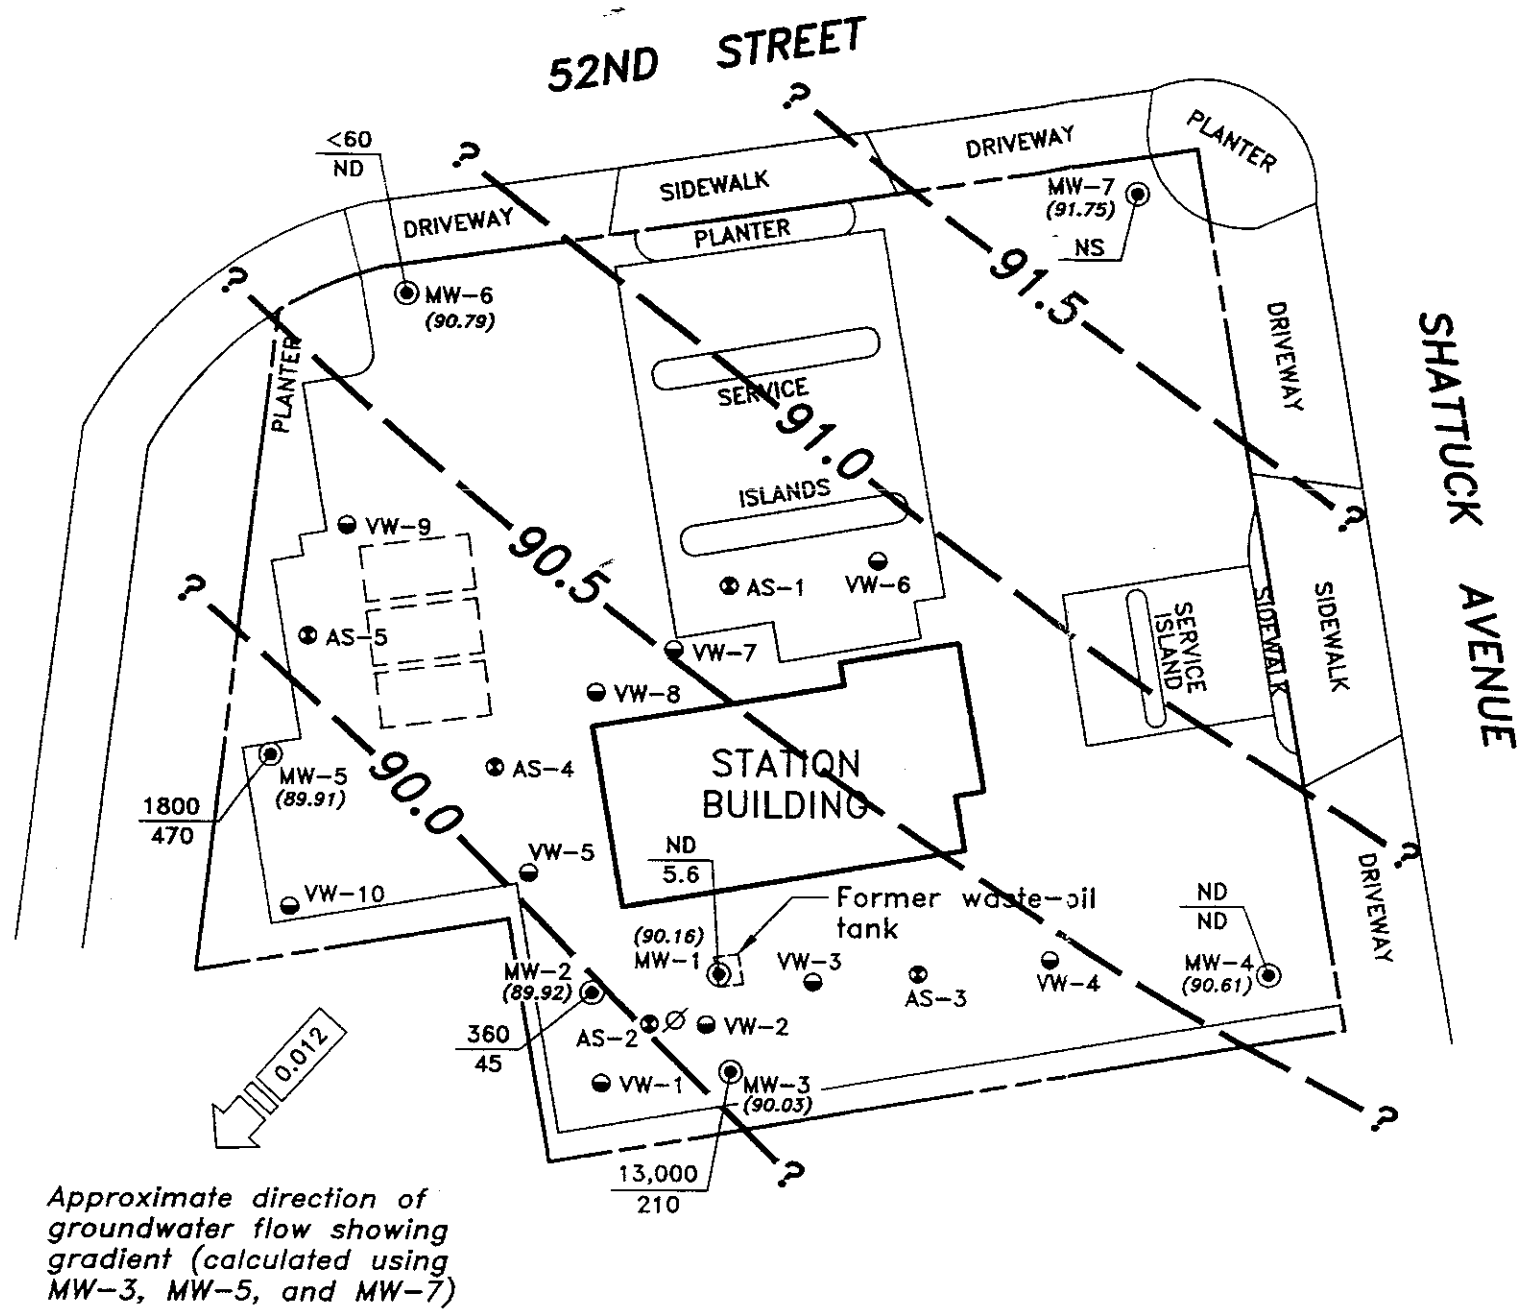 52ND STREET
?
?
<60
ND
DRIVEWAY
SIDEWALK
DRIVEWAY
PLANTER
PLANTER
MW-7
(91.75)
NS
?
MW-6
(90.79)
91.5
PLANTER
DRIVEWAY
SHATTUCK AVENUE
SERVICE
91.0
ISLANDS
?
VW-9
90.5
AS-1
VW-6
?
AS-5
SERVICE
ISLAND
SIDEWALK
SIDEWALK
VW-7
VW-8
STATION
BUILDING
AS-4
MW-5
(89.91)
90.0
1800
470
VW-5
ND
5.6
?
DRIVEWAY
VW-10
Former waste-oil
tank
ND
ND
(90.16)
MW-1
VW-3
AS-3
VW-4
MW-4
(90.61)
MW-2
(89.92)
360
45
AS-2
VW-2
VW-1
MW-3
(90.03)
?
?
13,000
210
0.012
Approximate direction of
groundwater flow showing
gradient (calculated using
MW-3, MW-5, and MW-7)